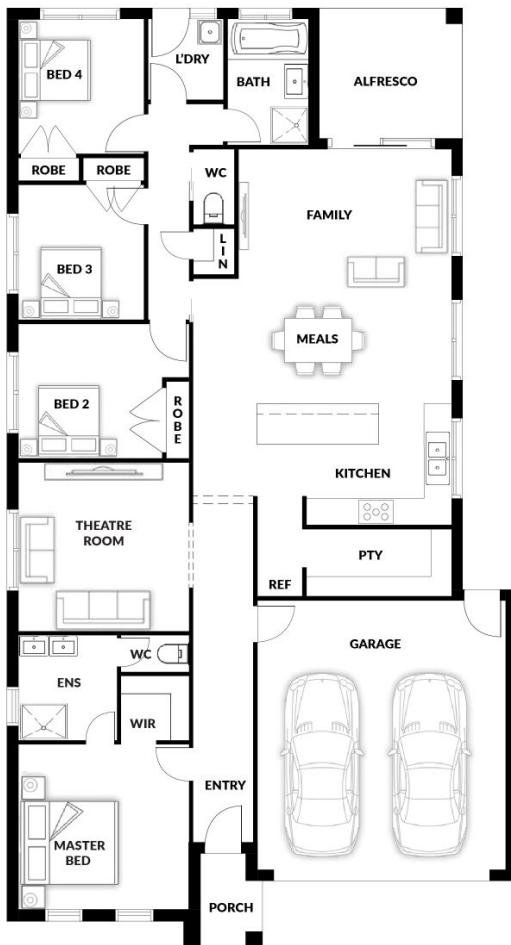 BED 4
L'DRY
BATH
ALFRESCO
ROBE
ROBE
WC
FAMILY
L
I
N
BED 3
MEALS
BED 2
R
O
B
E
KITCHEN
THEATRE
ROOM
PTY
REF
WC
GARAGE
ENS
WIR
ENTRY
MASTER
BED
PORCH